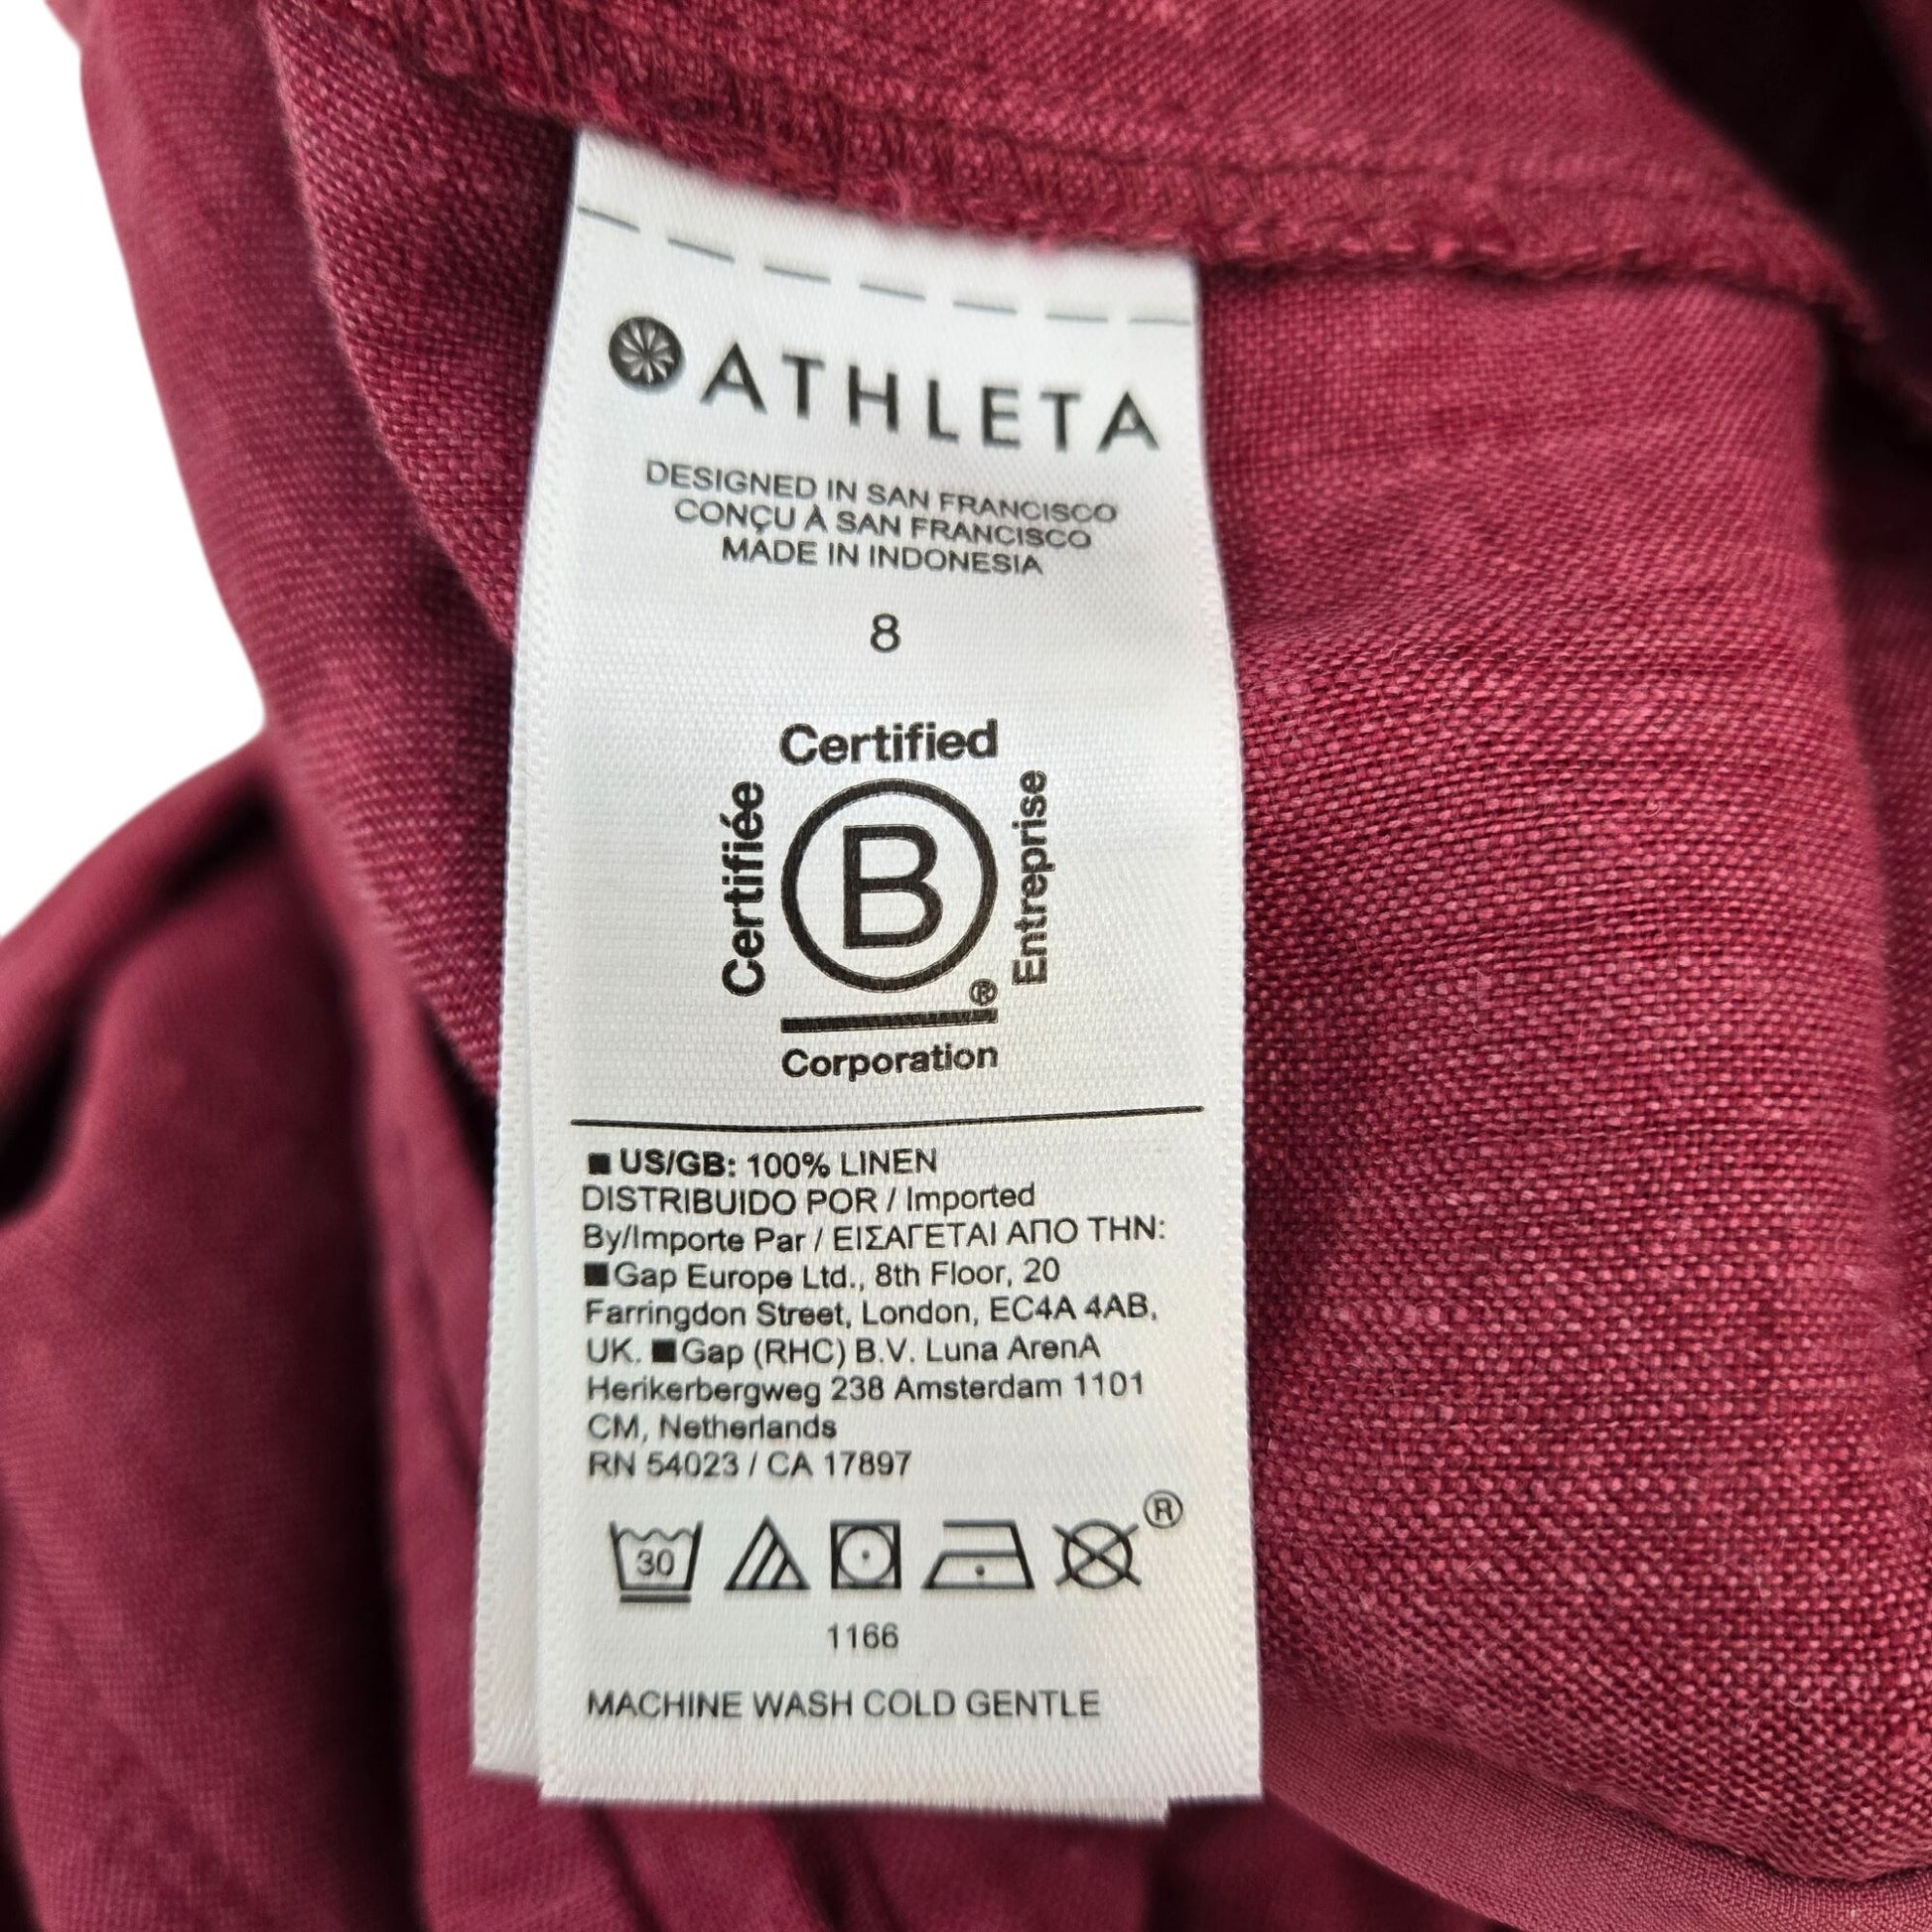 ATHLETA
DESIGNED IN SAN FRANCISCO
CONÇU À SAN FRANCISCO
MADE IN INDONESIA
8
Certified
Certifiée
B
Entreprise
®
Corporation
■ US/GB: 100% LINEN
DISTRIBUIDO POR / Imported
By/Importe Par / ΕΙΣΑΓΕΤΑΙ ΑΠΟ ΤΗΝ:
■Gap Europe Ltd., 8th Floor, 20
Farringdon Street, London, EC4A 4AB,
UK. ■Gap (RHC) B.V. Luna ArenA
Herikerbergweg 238 Amsterdam 1101
CM, Netherlands
RN 54023 / CA 17897
30
®
1166
MACHINE WASH COLD GENTLE